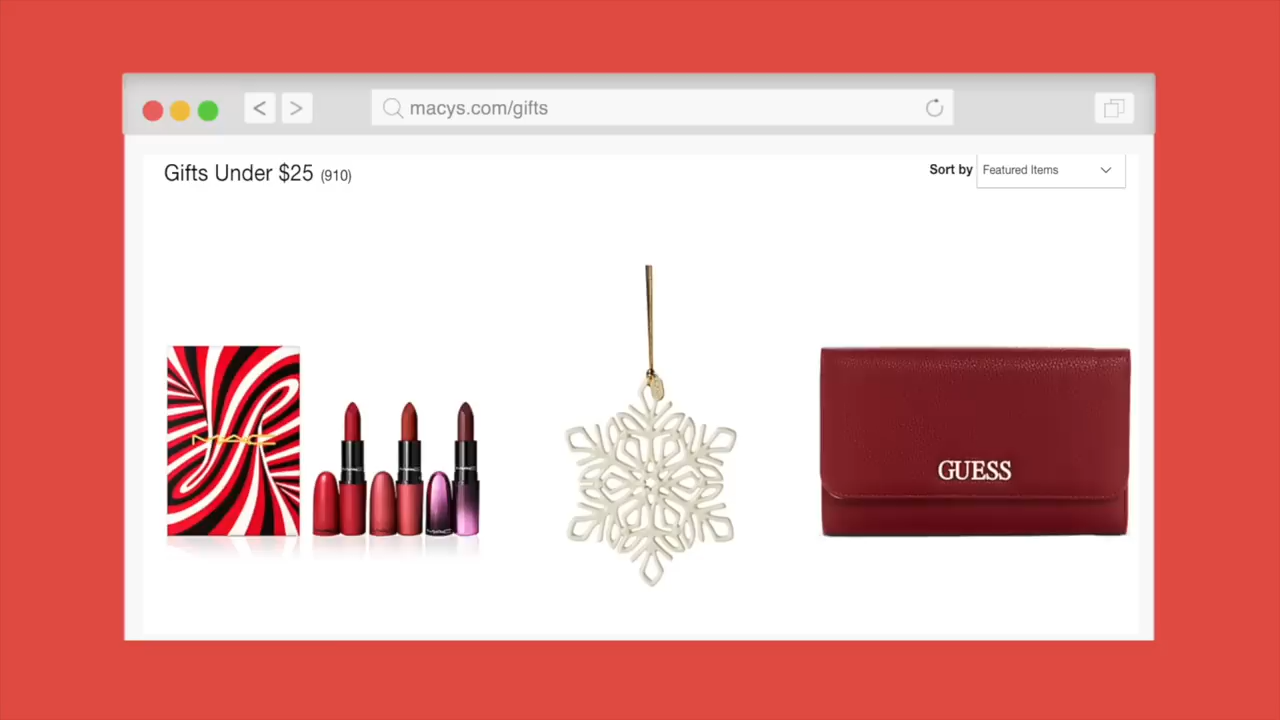 macys.com/gifts
Gifts Under $25 (910)
Sort by Featured Items
MAC
GUESS